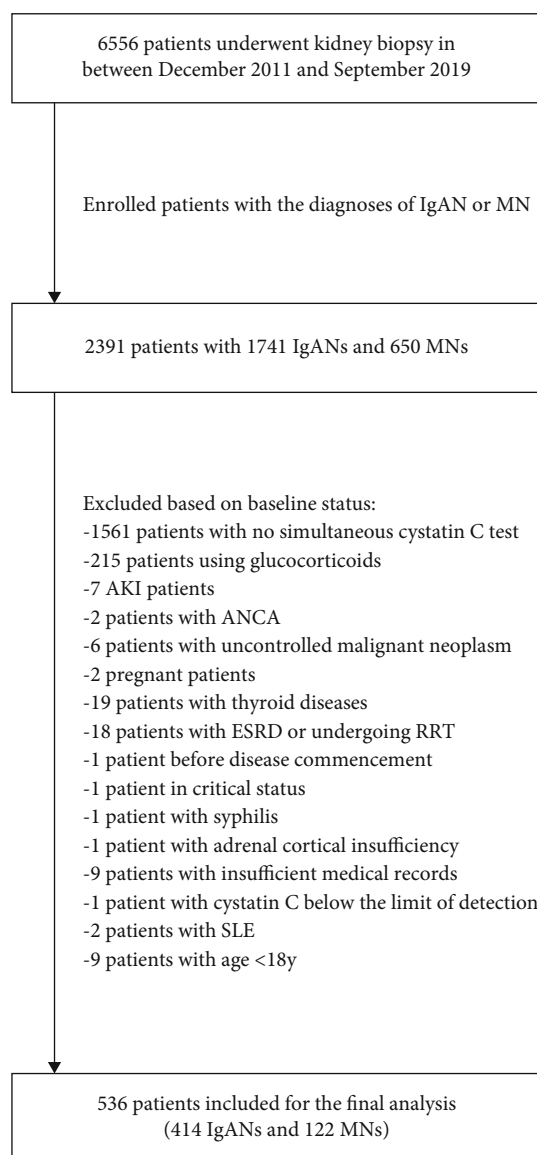 6556 patients underwent kidney biopsy in
between December 2011 and September 2019
Enrolled patients with the diagnoses of IgAN or MN
2391 patients with 1741 IgANs and 650 MNs
Excluded based on baseline status:
-1561 patients with no simultaneous cystatin C test
-215 patients using glucocorticoids
-7 AKI patients
-2 patients with ANCA
-6 patients with uncontrolled malignant neoplasm
-2 pregnant patients
-19 patients with thyroid diseases
-18 patients with ESRD or undergoing RRT
-1 patient before disease commencement
-1 patient in critical status
-1 patient with syphilis
-1 patient with adrenal cortical insufficiency
-9 patients with insufficient medical records
-1 patient with cystatin C below the limit of detection
-2 patients with SLE
-9 patients with age <18y
536 patients included for the final analysis
(414 IgANs and 122 MNs)